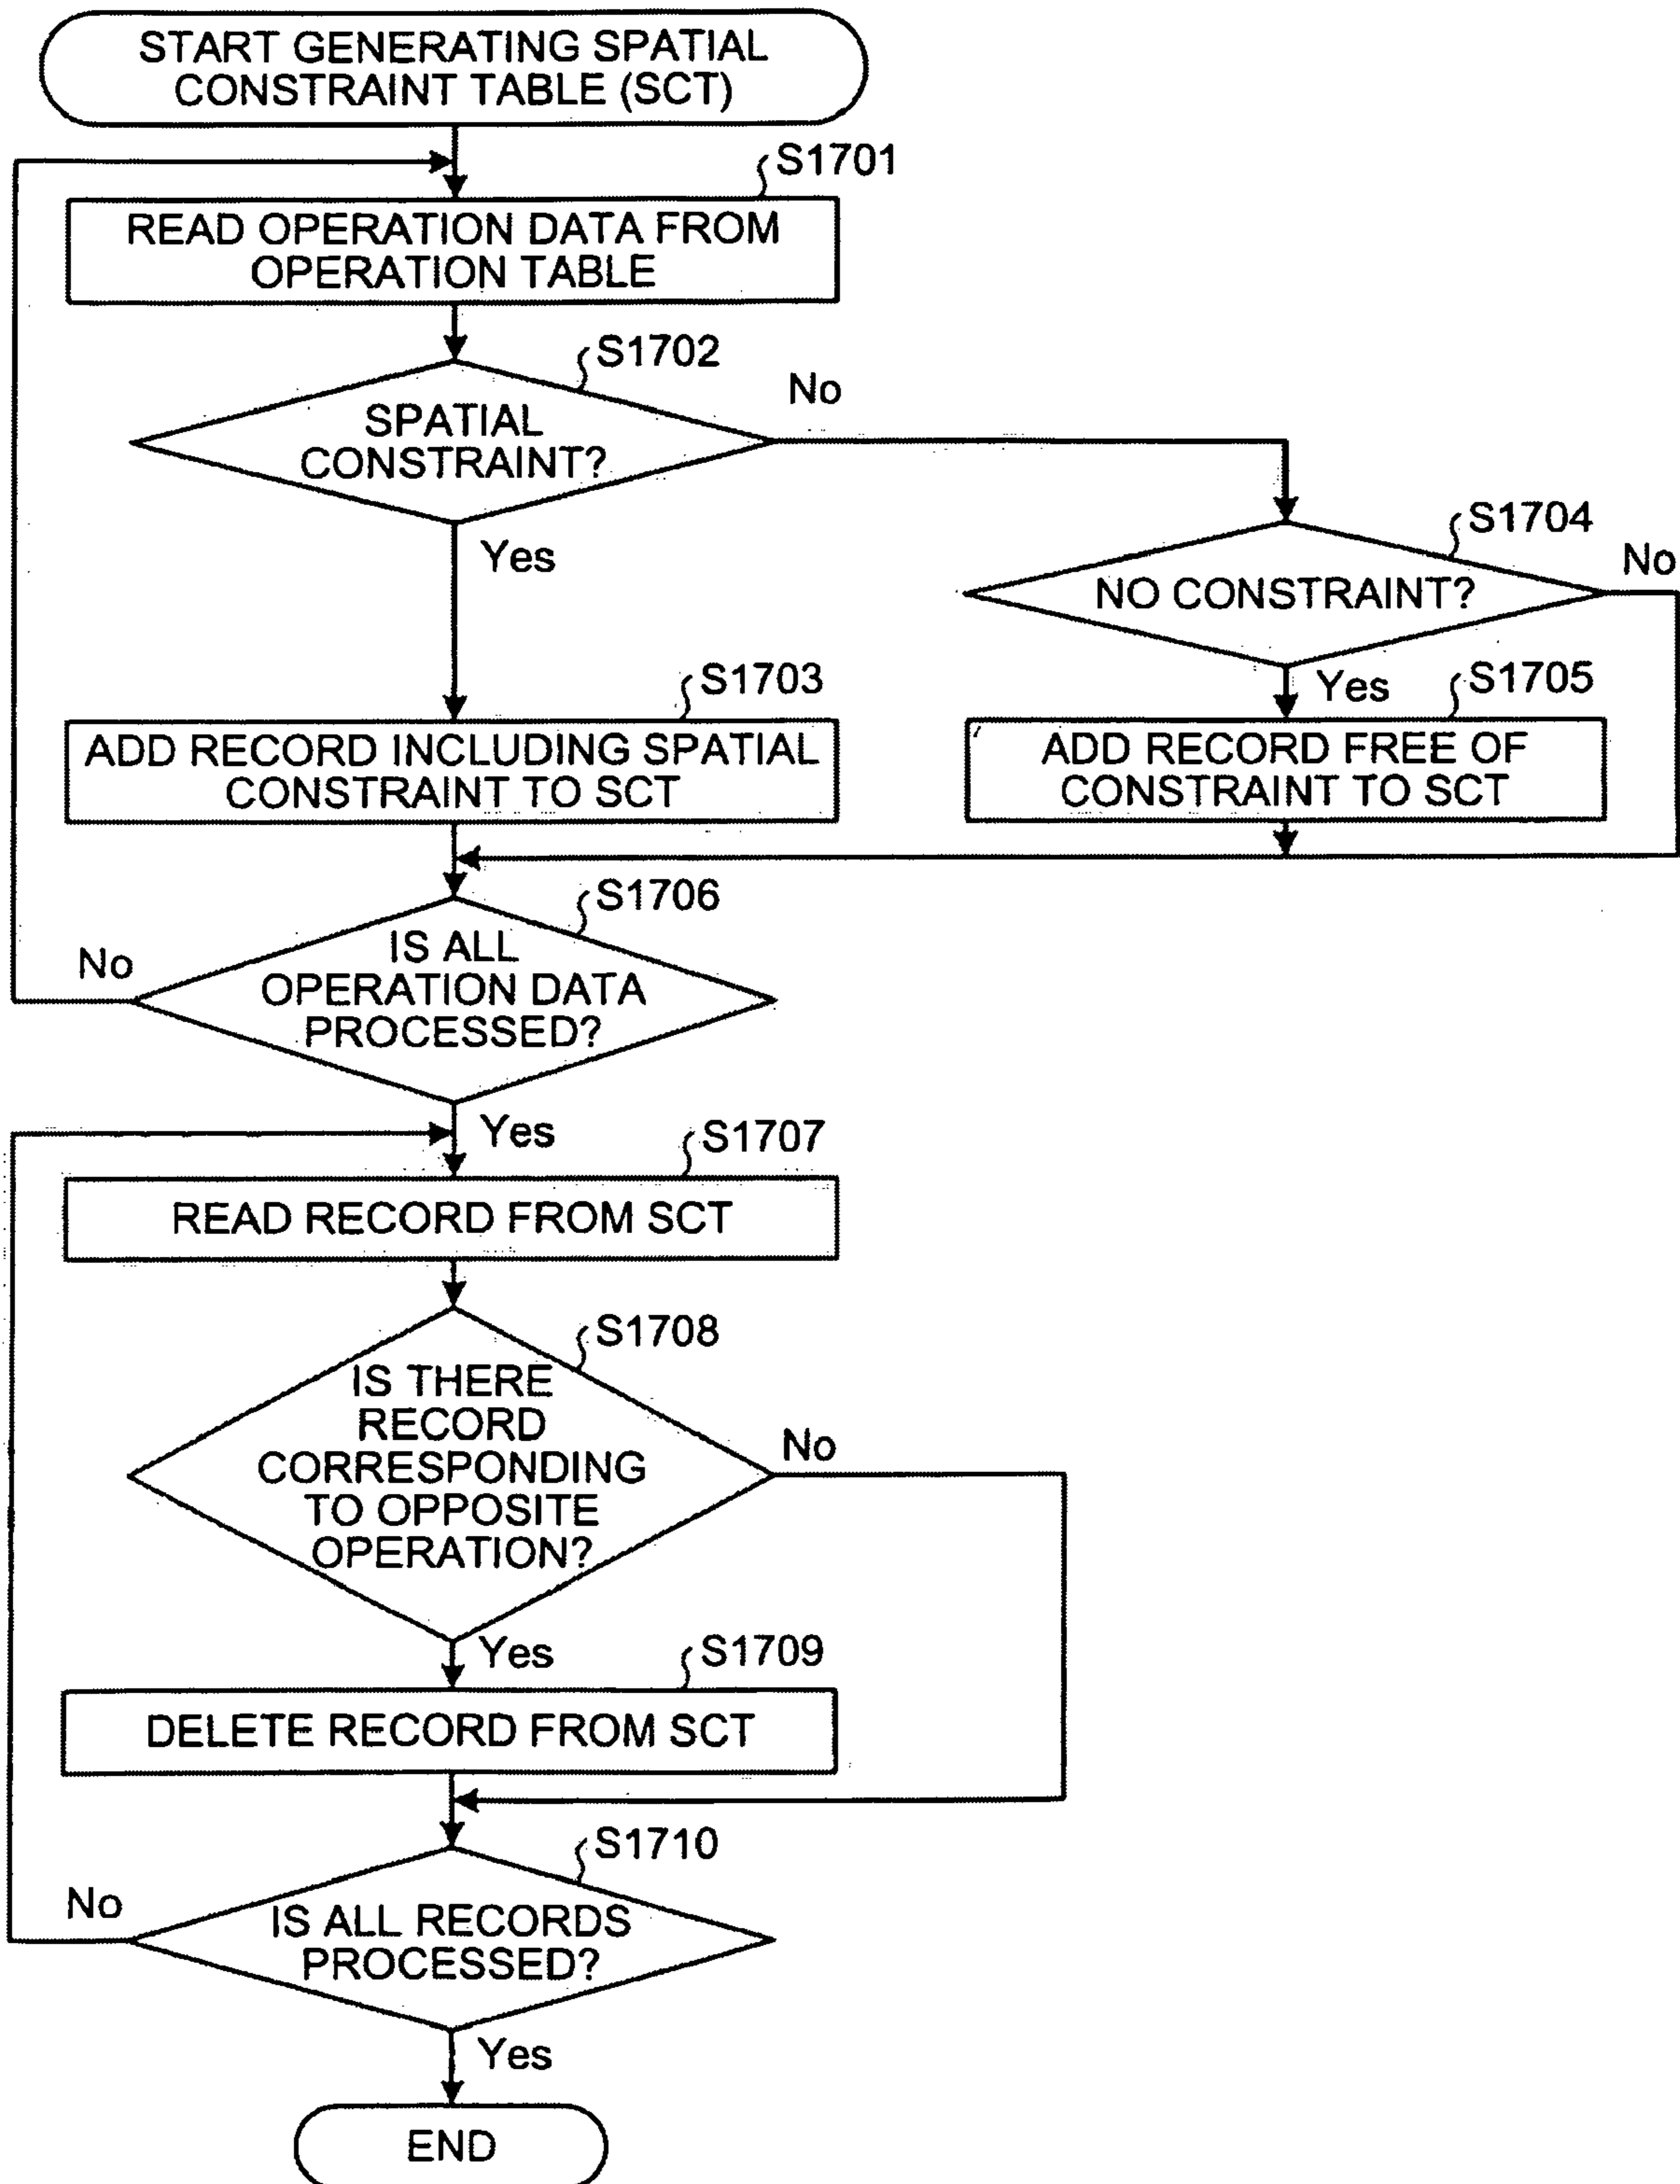 START GENERATING SPATIAL
CONSTRAINT TABLE (SCT)
S1701
READ OPERATION DATA FROM
OPERATION TABLE
S1702
SPATIAL
CONSTRAINT?
No
Yes
S1704
NO CONSTRAINT?
No
Yes
S1703
ADD RECORD INCLUDING SPATIAL
CONSTRAINT TO SCT
S1705
ADD RECORD FREE OF
CONSTRAINT TO SCT
S1706
IS ALL
OPERATION DATA
PROCESSED?
No
Yes
S1707
READ RECORD FROM SCT
S1708
IS THERE
RECORD
CORRESPONDING
TO OPPOSITE
OPERATION?
No
Yes
S1709
DELETE RECORD FROM SCT
S1710
IS ALL RECORDS
PROCESSED?
No
Yes
END